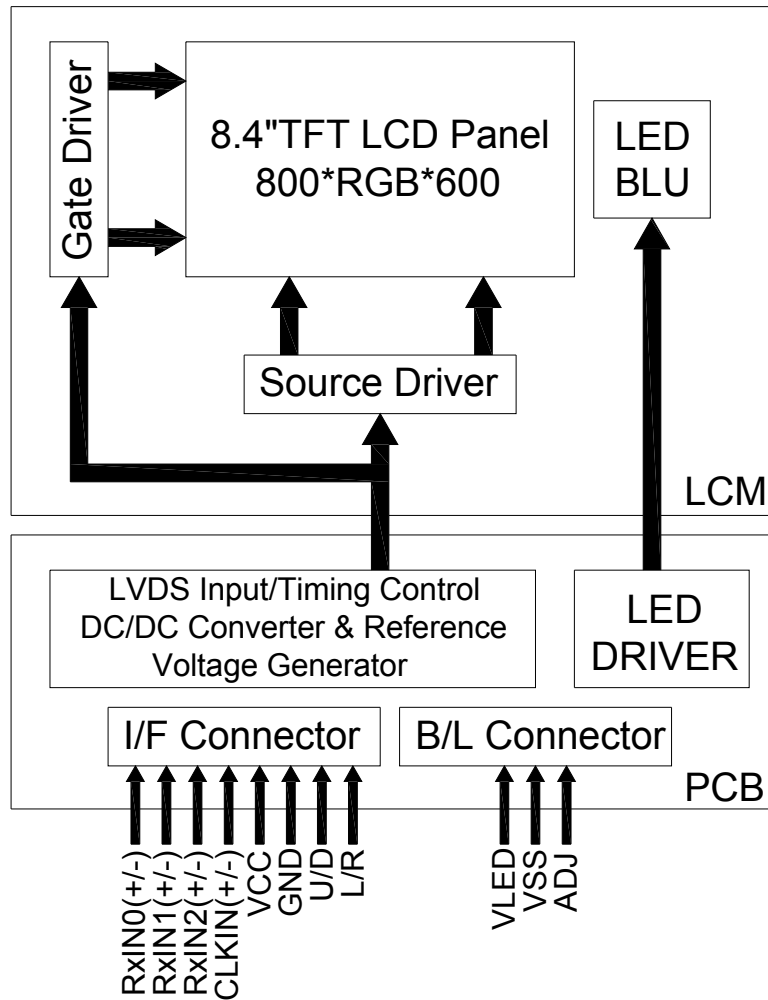 Gate Driver
8.4"TFT LCD Panel
800*RGB*600
LED
BLU
Source Driver
LCM
LVDS Input/Timing Control
DC/DC Converter & Reference
Voltage Generator
LED
DRIVER
I/F Connector
B/L Connector
PCB
RxIN0(+/-)
RxIN1(+/-)
RxIN2(+/-)
CLKIN(+/-)
VCC
GND
U/D
L/R
VLED
VSS
ADJ